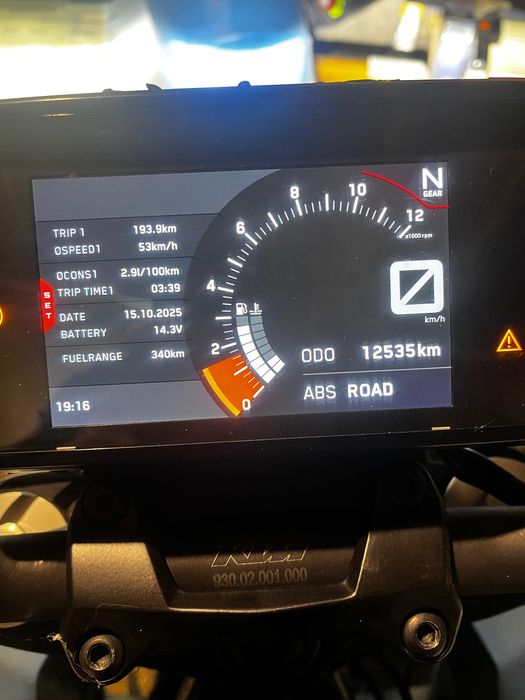 TRIP 1 193.9km
ØSPEED1 53km/h
ØCONS1 2.9l/100km
TRIP TIME1 03:39
DATE 15.10.2025
BATTERY 14.3V
FUELRANGE 340km
19:16
SET
0
2
4
6
8
10
12
x1000 rpm
N
GEAR
0
km/h
ODO 12535km
ABS ROAD
KTM
930.02.001.000